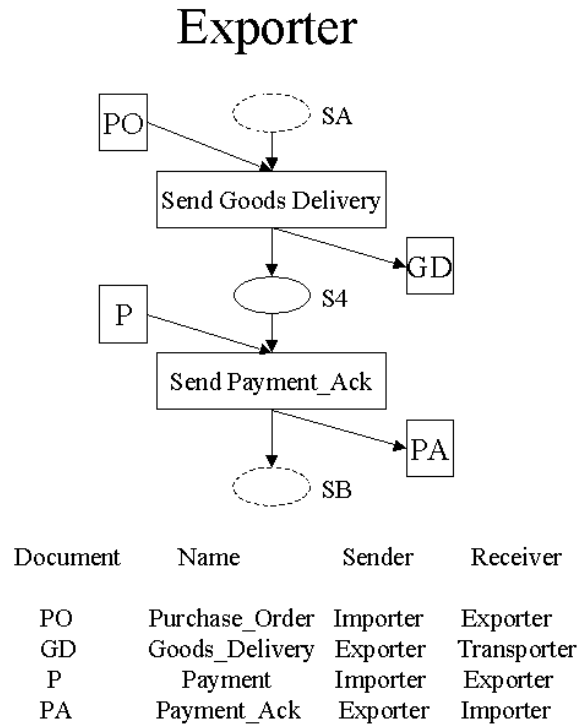 Exporter
PO
SA
Send Goods Delivery
GD
S4
P
Send Payment_Ack
PA
SB
Document Name Sender Receiver
PO Purchase_Order Importer Exporter
GD Goods_Delivery Exporter Transporter
P Payment Importer Exporter
PA Payment_Ack Exporter Importer